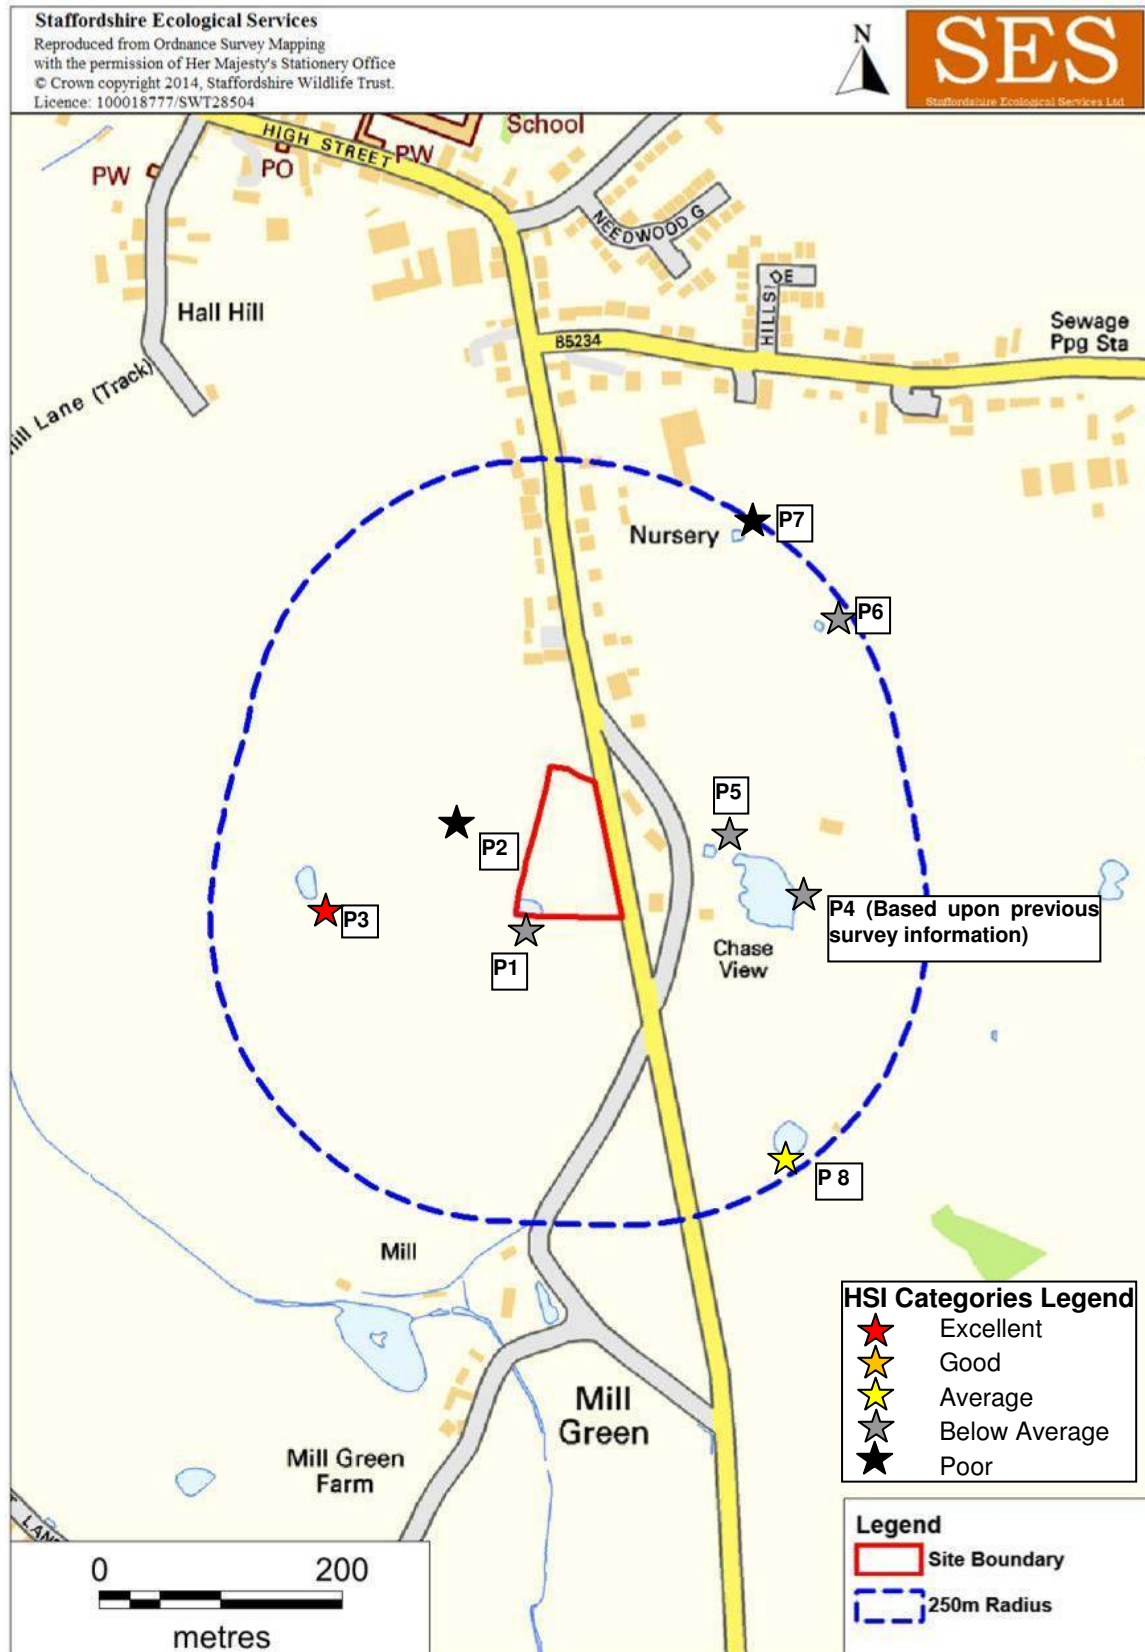 Staffordshire Ecological Services
Reproduced from Ordnance Survey Mapping
with the permission of Her Majesty's Stationery Office
© Crown copyright 2014, Staffordshire Wildlife Trust.
Licence: 100018777/SWT28504
N
SES
Staffordshire Ecological Services Ltd
School
HIGH STREET
PW
PW
PO
NEEDWOOD G
Hall Hill
HILLSIDE
Sewage
Ppg Sta
B5234
ill Lane (Track)
P7
Nursery
P6
P5
P2
P4 (Based upon previous
survey information)
P3
Chase
View
P1
P 8
Mill
HSI Categories Legend
Excellent
Good
Average
Below Average
Poor
Mill
Green
Mill Green
Farm
LANE
Legend
Site Boundary
250m Radius
0 200
metres